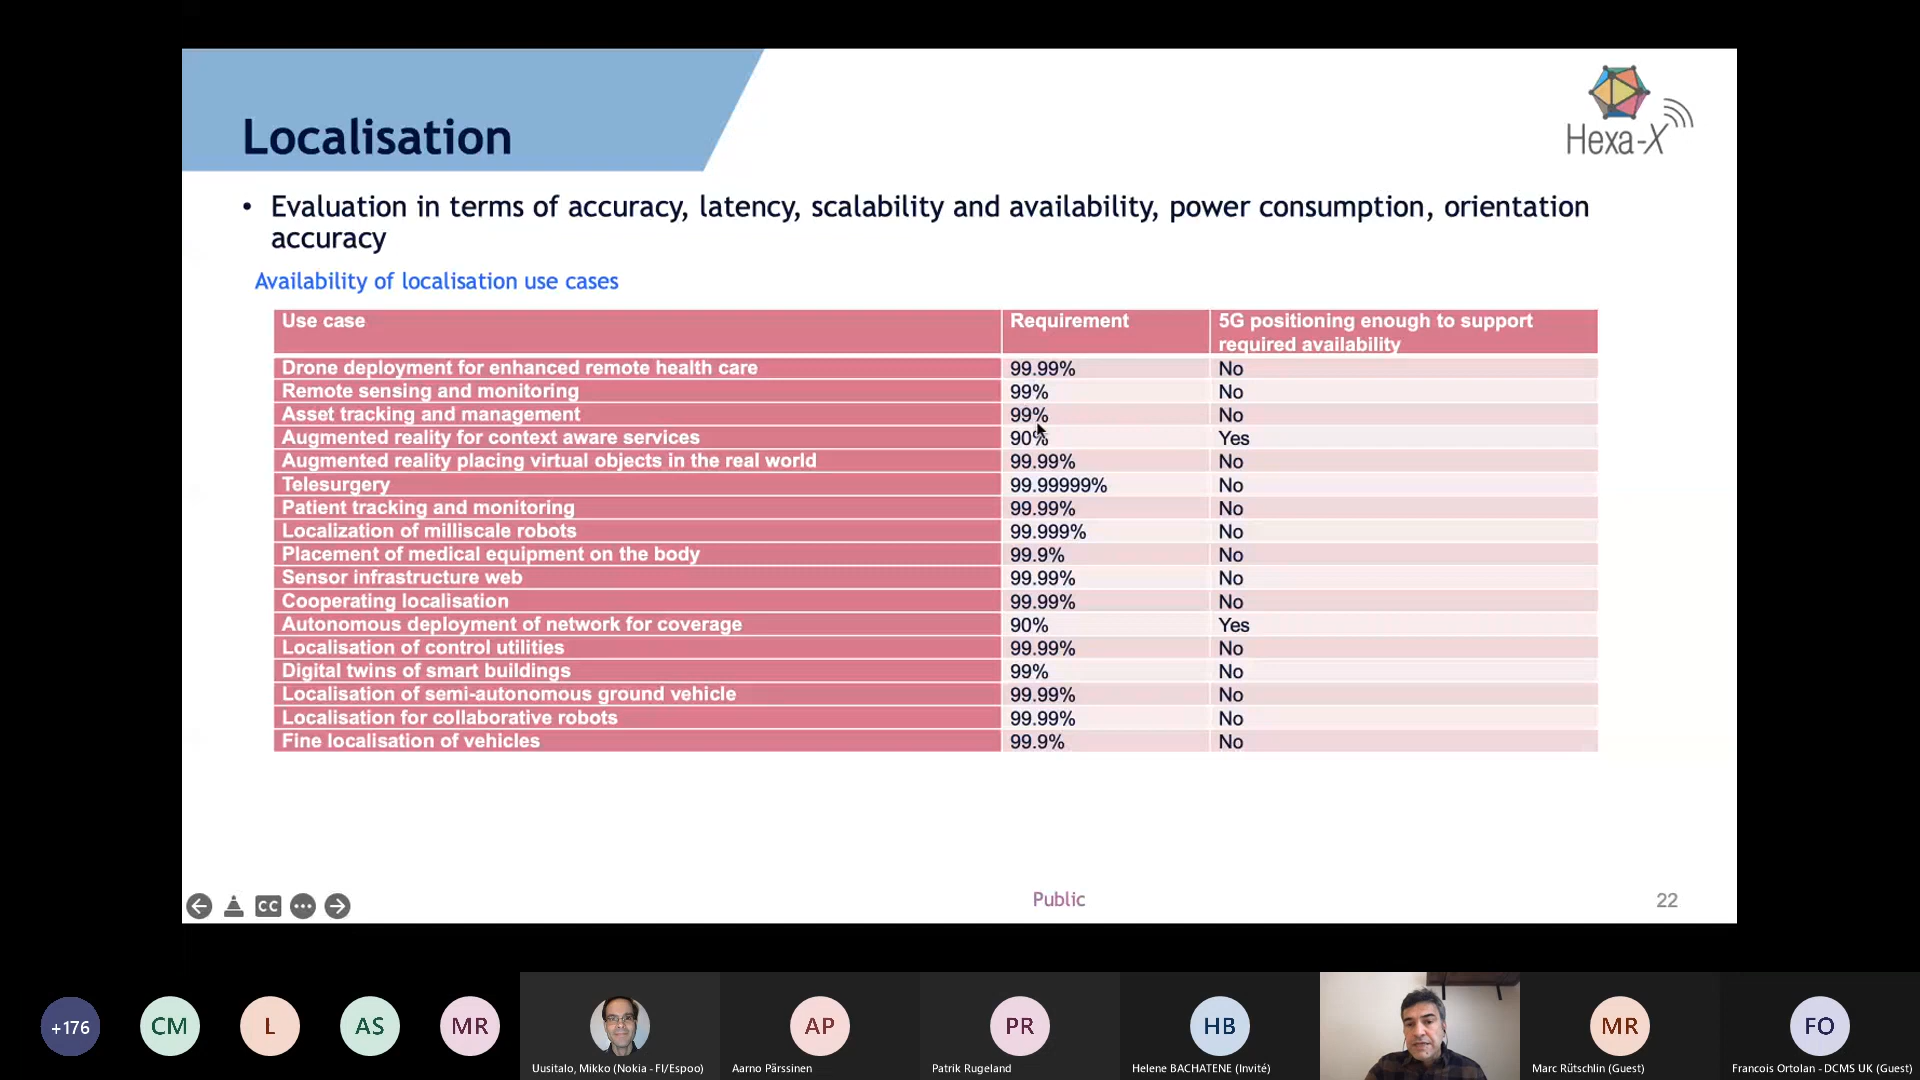 Localisation
Hexa-X
• Evaluation in terms of accuracy, latency, scalability and availability, power consumption, orientation
accuracy
Availability of localisation use cases
Use case Requirement 5G positioning enough to support
required availability
Drone deployment for enhanced remote health care 99.99% No
Remote sensing and monitoring 99% No
Asset tracking and management 99% No
Augmented reality for context aware services 90% Yes
Augmented reality placing virtual objects in the real world 99.99% No
Telesurgery 99.99999% No
Patient tracking and monitoring 99.99% No
Localization of milliscale robots 99.999% No
Placement of medical equipment on the body 99.9% No
Sensor infrastructure web 99.99% No
Cooperating localisation 99.99% No
Autonomous deployment of network for coverage 90% Yes
Localisation of control utilities 99.99% No
Digital twins of smart buildings 99% No
Localisation of semi-autonomous ground vehicle 99.99% No
Localisation for collaborative robots 99.99% No
Fine localisation of vehicles 99.9% No
CC
Public
22
+176 CM L AS MR AP PR HB MR FO
Uusitalo, Mikko (Nokia - FI/Espoo) Aarno Pärssinen Patrik Rugeland Helene BACHATENE (Invité) Marc Rütschlin (Guest) Francois Ortolan - DCMS UK (Guest)